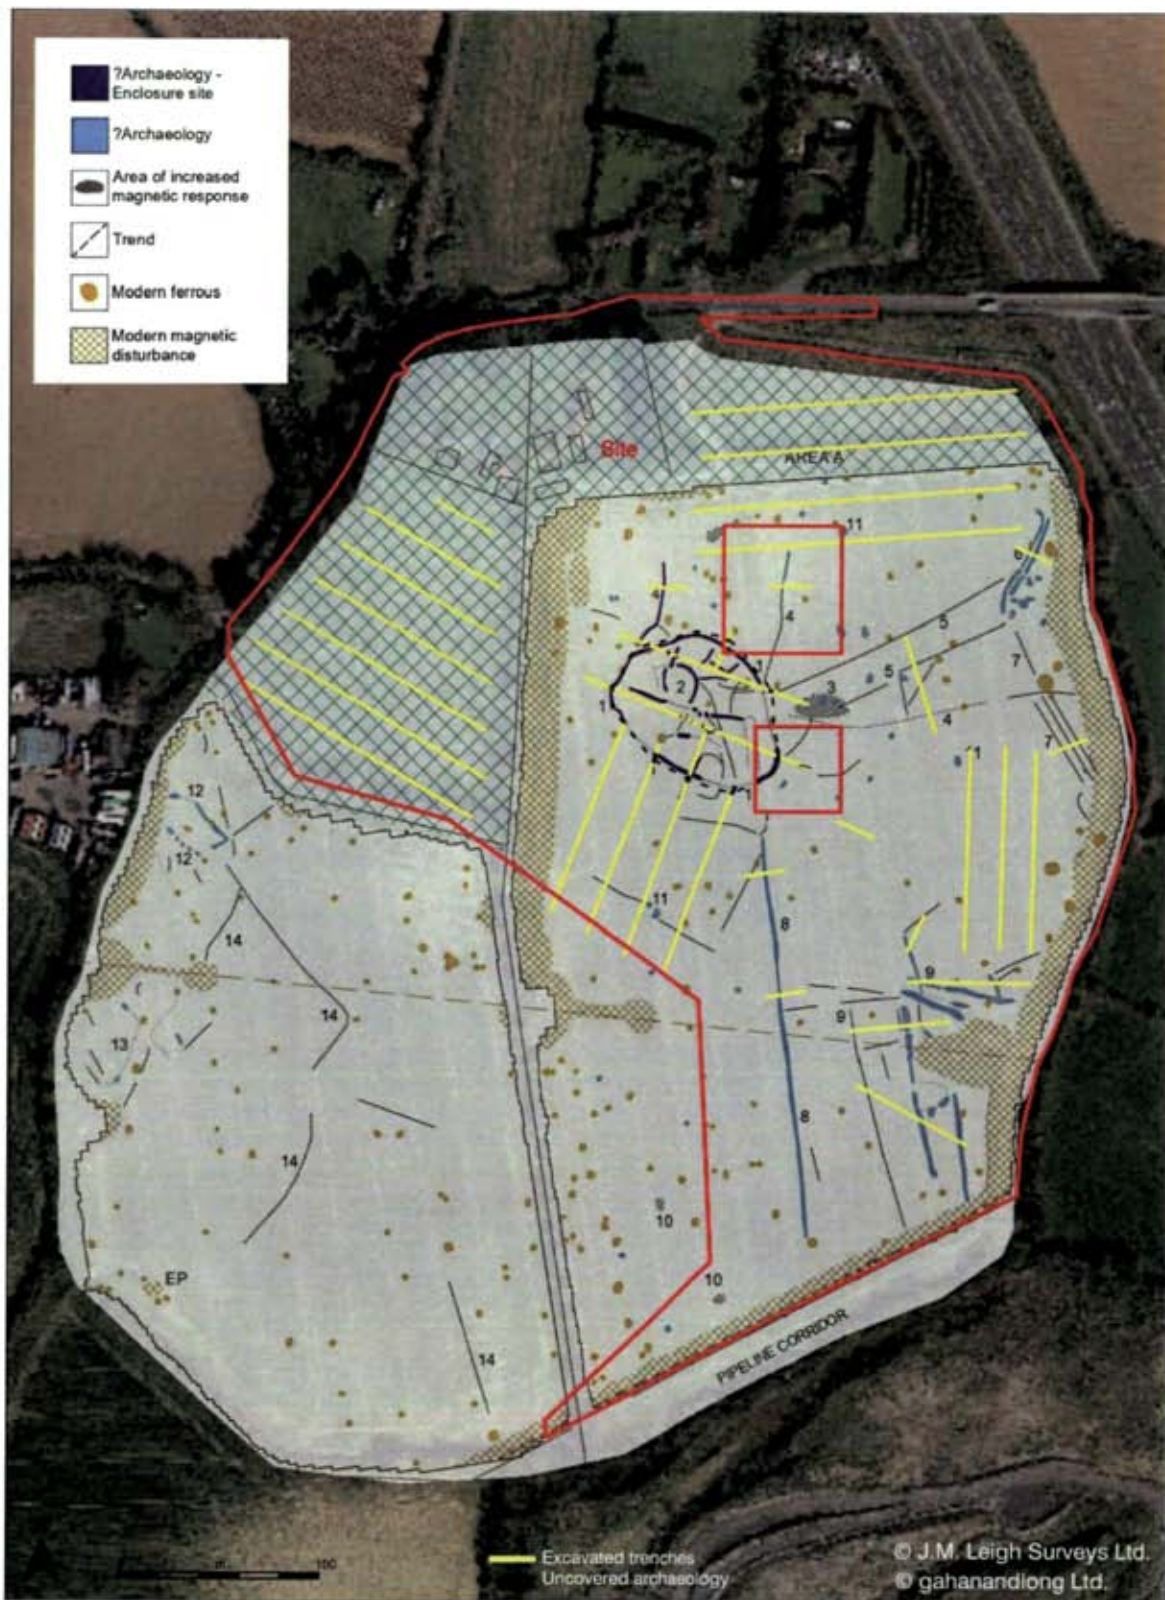 ?Archaeology -
Enclosure site
?Archaeology
Area of increased
magnetic response
Trend
Modern ferrous
Modern magnetic
disturbance
Site
AREA A
11
6
4
4
5
7
2
1
3
5
1
4
7
11
12
12
11
8
14
9
14
9
13
8
14
10
EP
10
14
PIPELINE CORRIDOR
m
100
Excavated trenches
Uncovered archaeology
© J.M. Leigh Surveys Ltd.
© gahanandlong Ltd.